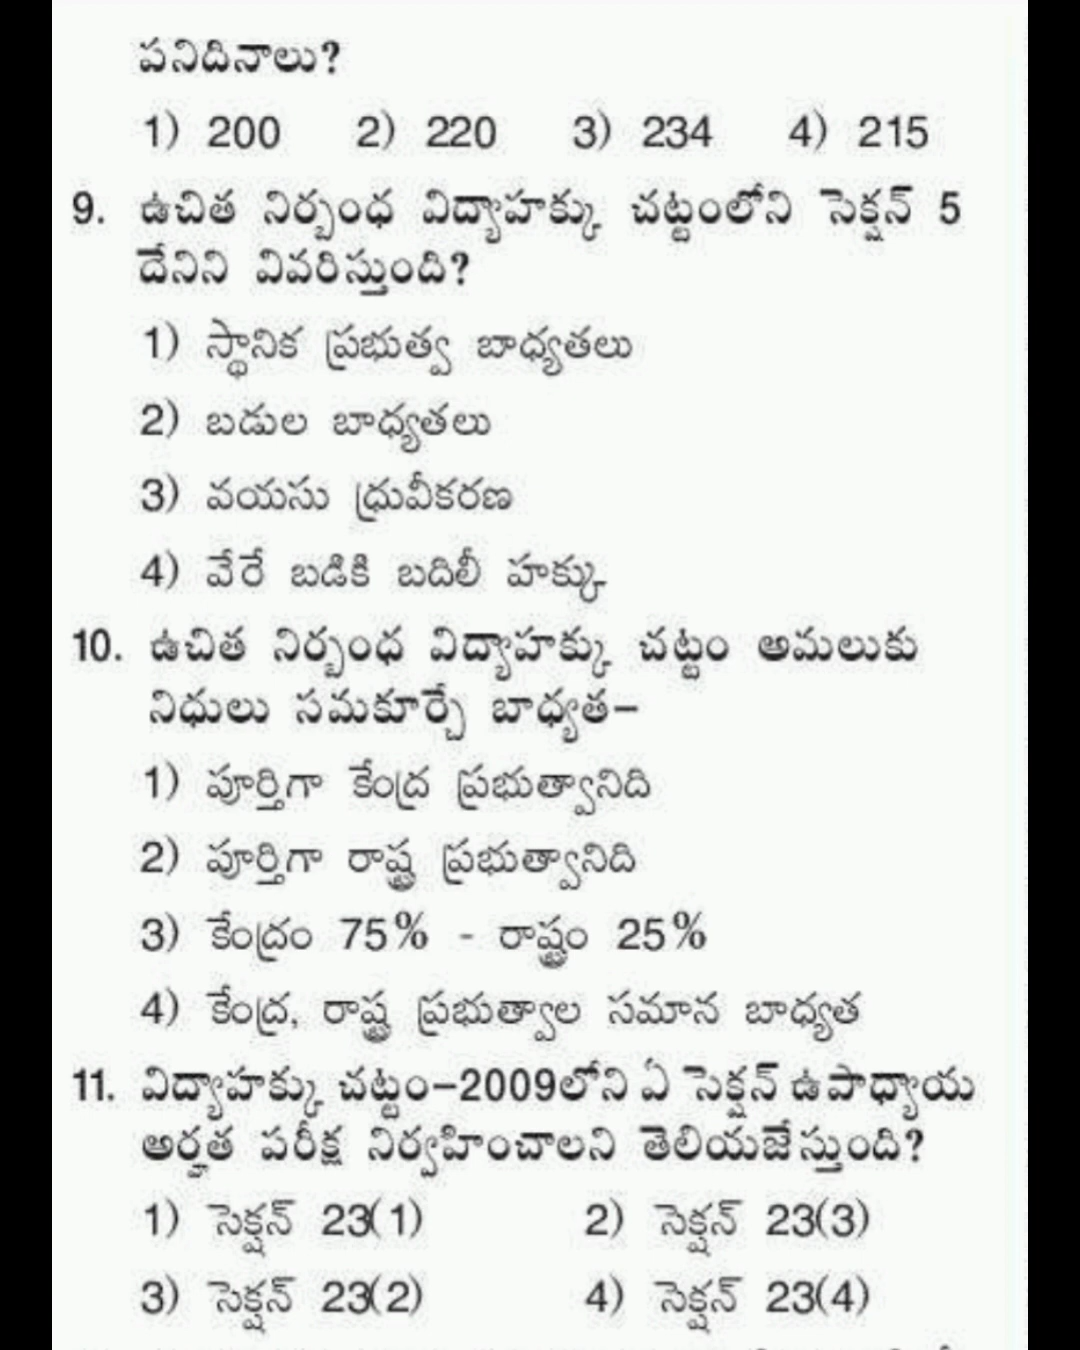 పనిదినాలు?
1) 200 2) 220 3) 234 4) 215
9. ఉచిత నిర్బంధ విద్యాహక్కు చట్టంలోని సెక్షన్ 5
దేనిని వివరిస్తుంది?
1) స్థానిక ప్రభుత్వ బాధ్యతలు
2) బడుల బాధ్యతలు
3) వయసు ధ్రువీకరణ
4) వేరే బడికి బదిలీ హక్కు
10. ఉచిత నిర్బంధ విద్యాహక్కు చట్టం అమలుకు
నిధులు సమకూర్చే బాధ్యత–
1) పూర్తిగా కేంద్ర ప్రభుత్వానిది
2) పూర్తిగా రాష్ట్ర ప్రభుత్వానిది
3) కేంద్రం 75% - రాష్ట్రం 25%
4) కేంద్ర, రాష్ట్ర ప్రభుత్వాల సమాన బాధ్యత
11. విద్యాహక్కు చట్టం–2009లోని ఏ సెక్షన్ ఉపాధ్యాయ
అర్హత పరీక్ష నిర్వహించాలని తెలియజేస్తుంది?
1) సెక్షన్ 23(1) 2) సెక్షన్ 23(3)
3) సెక్షన్ 23(2) 4) సెక్షన్ 23(4)